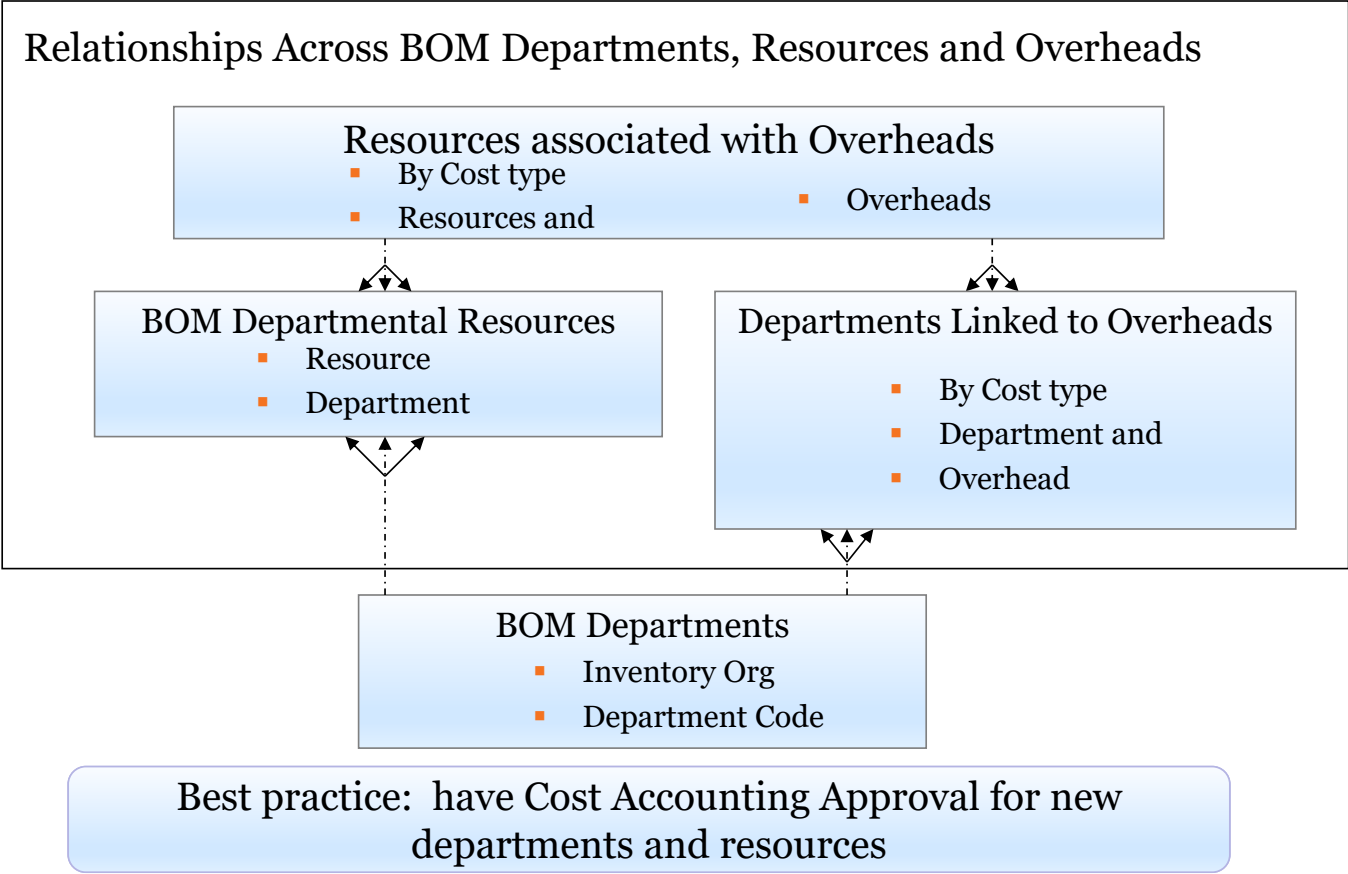 Relationships Across BOM Departments, Resources and Overheads
Resources associated with Overheads
By Cost type
Resources and
Overheads
BOM Departmental Resources
Resource
Department
Departments Linked to Overheads
By Cost type
Department and
Overhead
BOM Departments
Inventory Org
Department Code
Best practice:  have Cost Accounting Approval for new
departments and resources